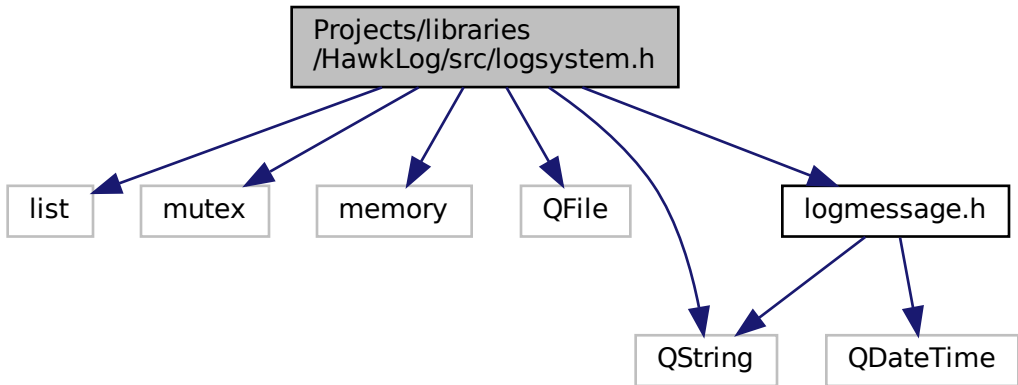 Projects/libraries
/HawkLog/src/logsystem.h
list
mutex
memory
QFile
logmessage.h
QString
QDateTime